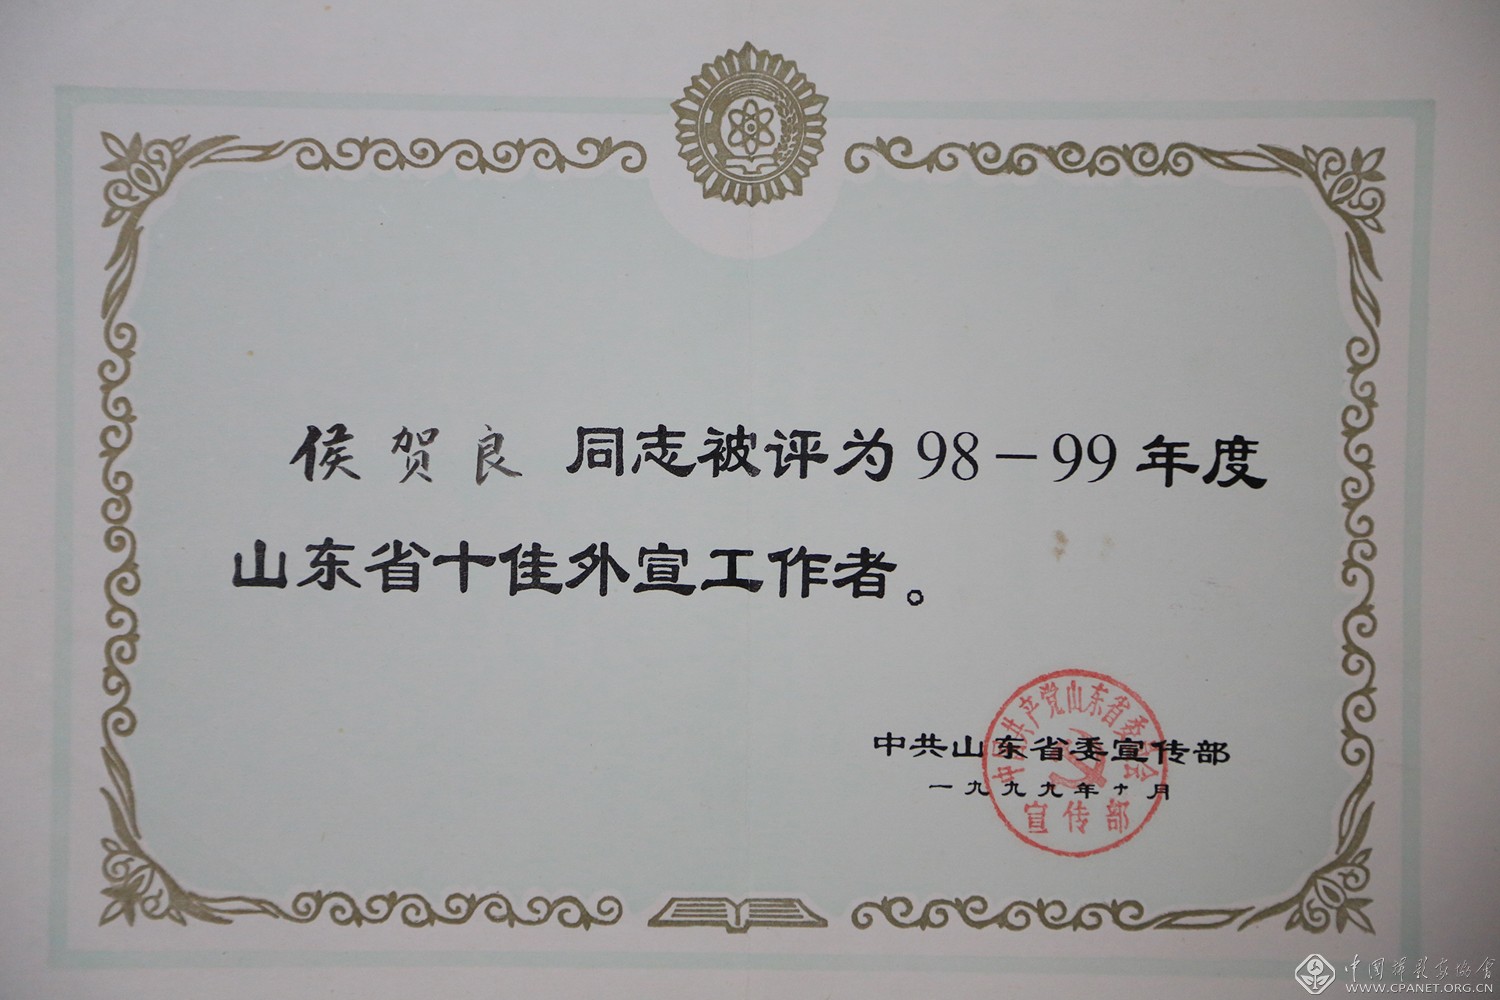 侯贺良 同志被评为98－99年度
山东省十佳外宣工作者。
中共山东省委宣传部
一九九九年十月
中国共产党山东省委员会
宣传部
中国摄影家协会
WWW.CPANET.ORG.CN